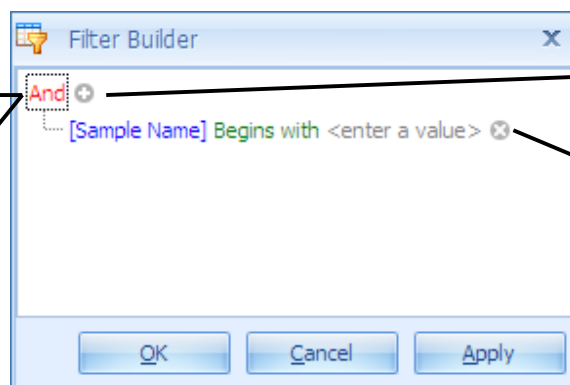 Filter Builder
And
[Sample Name] Begins with <enter a value>
OK Cancel Apply